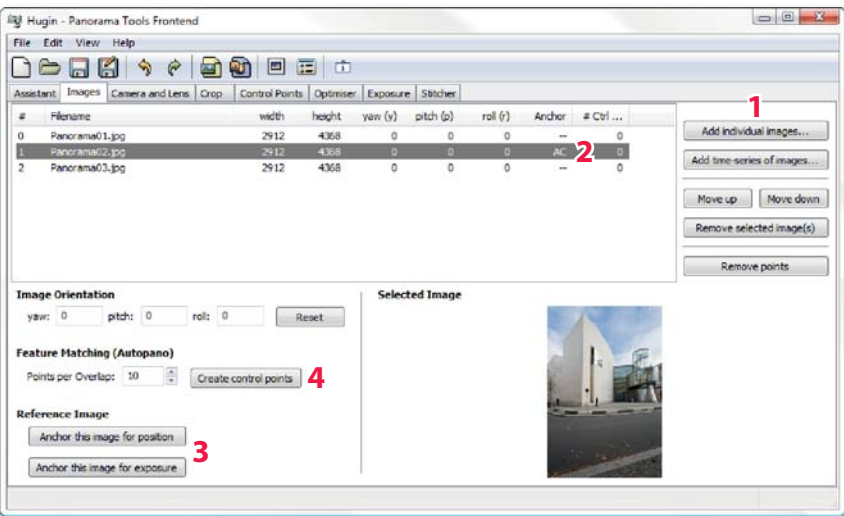 Hugin - Panorama Tools Frontend
File Edit View Help
Assistant Images Camera and Lens Crop Control Points Optimiser Exposure Stitcher
# Filename width height yaw (y) pitch (p) roll (r) Anchor # Ctrl ...
0 Panorama01.jpg 2912 4368 0 0 0 -- 0
1 Panorama02.jpg 2912 4368 0 0 0 AC 0
2 Panorama03.jpg 2912 4368 0 0 0 -- 0
2
1
Add individual images...
Add time-series of images...
Move up Move down
Remove selected image(s)
Remove points
Image Orientation
yaw: 0 pitch: 0 roll: 0 Reset
Feature Matching (Autopano)
Points per Overlap: 10 Create control points 4
Reference Image
Anchor this image for position
3
Anchor this image for exposure
Selected Image